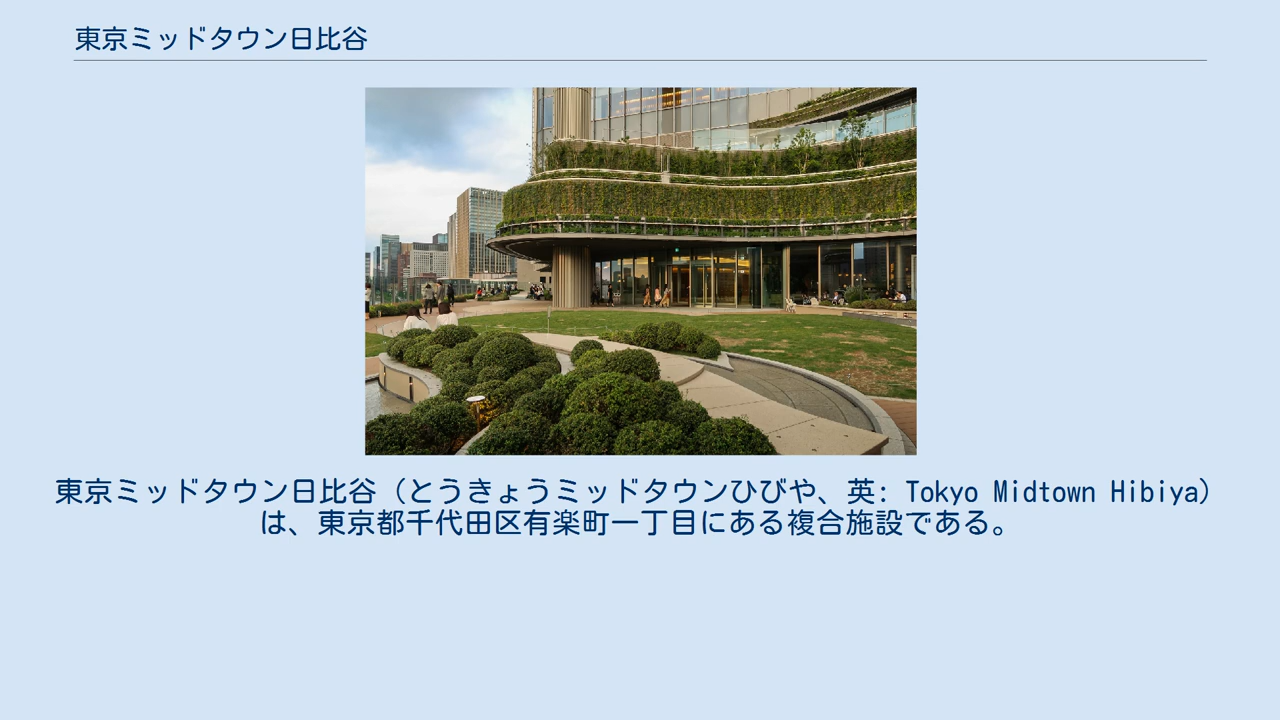 東京ミッドタウン日比谷
東京ミッドタウン日比谷（とうきょうミッドタウンひびや、英: Tokyo Midtown Hibiya）
は、東京都千代田区有楽町一丁目にある複合施設である。